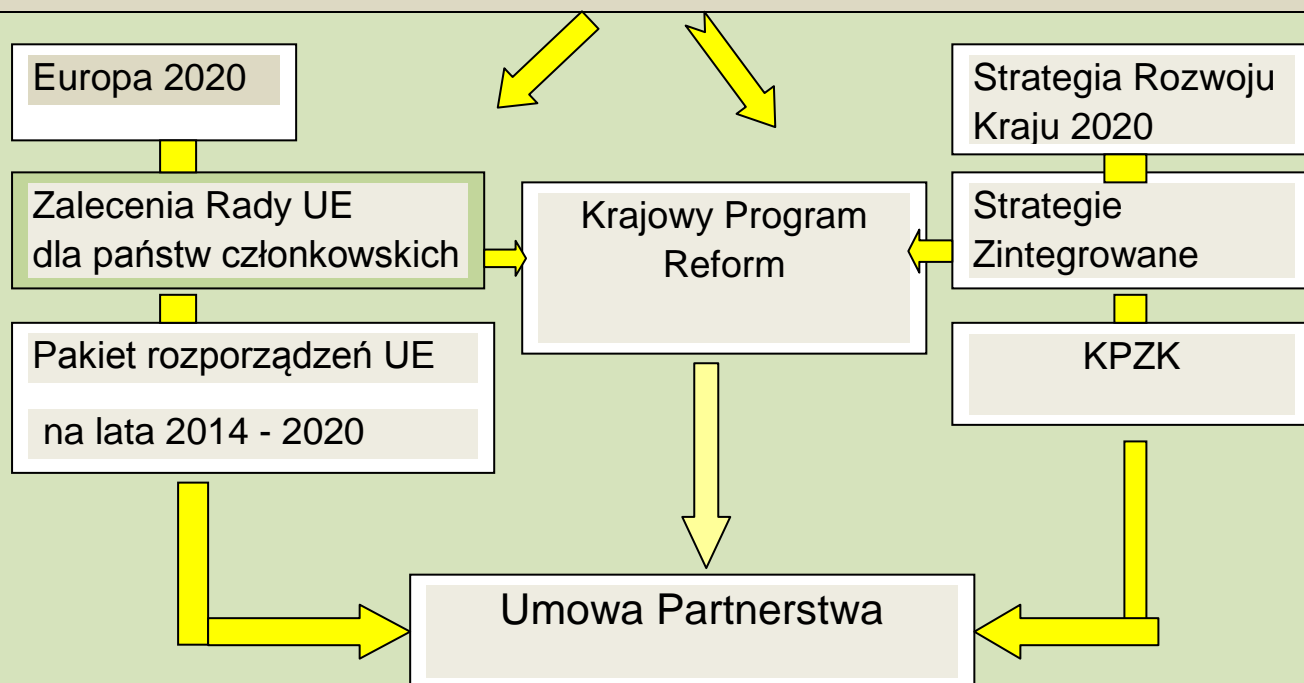 Europa 2020
Zalecenia Rady UE
dla państw członkowskich
Pakiet rozporządzeń UE
na lata 2014 - 2020
Krajowy Program
Reform
Strategia Rozwoju
Kraju 2020
Strategie
Zintegrowane
KPZK
Umowa Partnerstwa